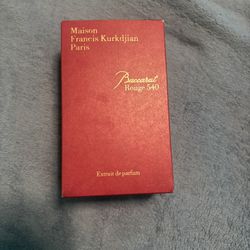 Maison
Francis Kurkdjian
Paris
Baccarat
Rouge 540
Extrait de parfum